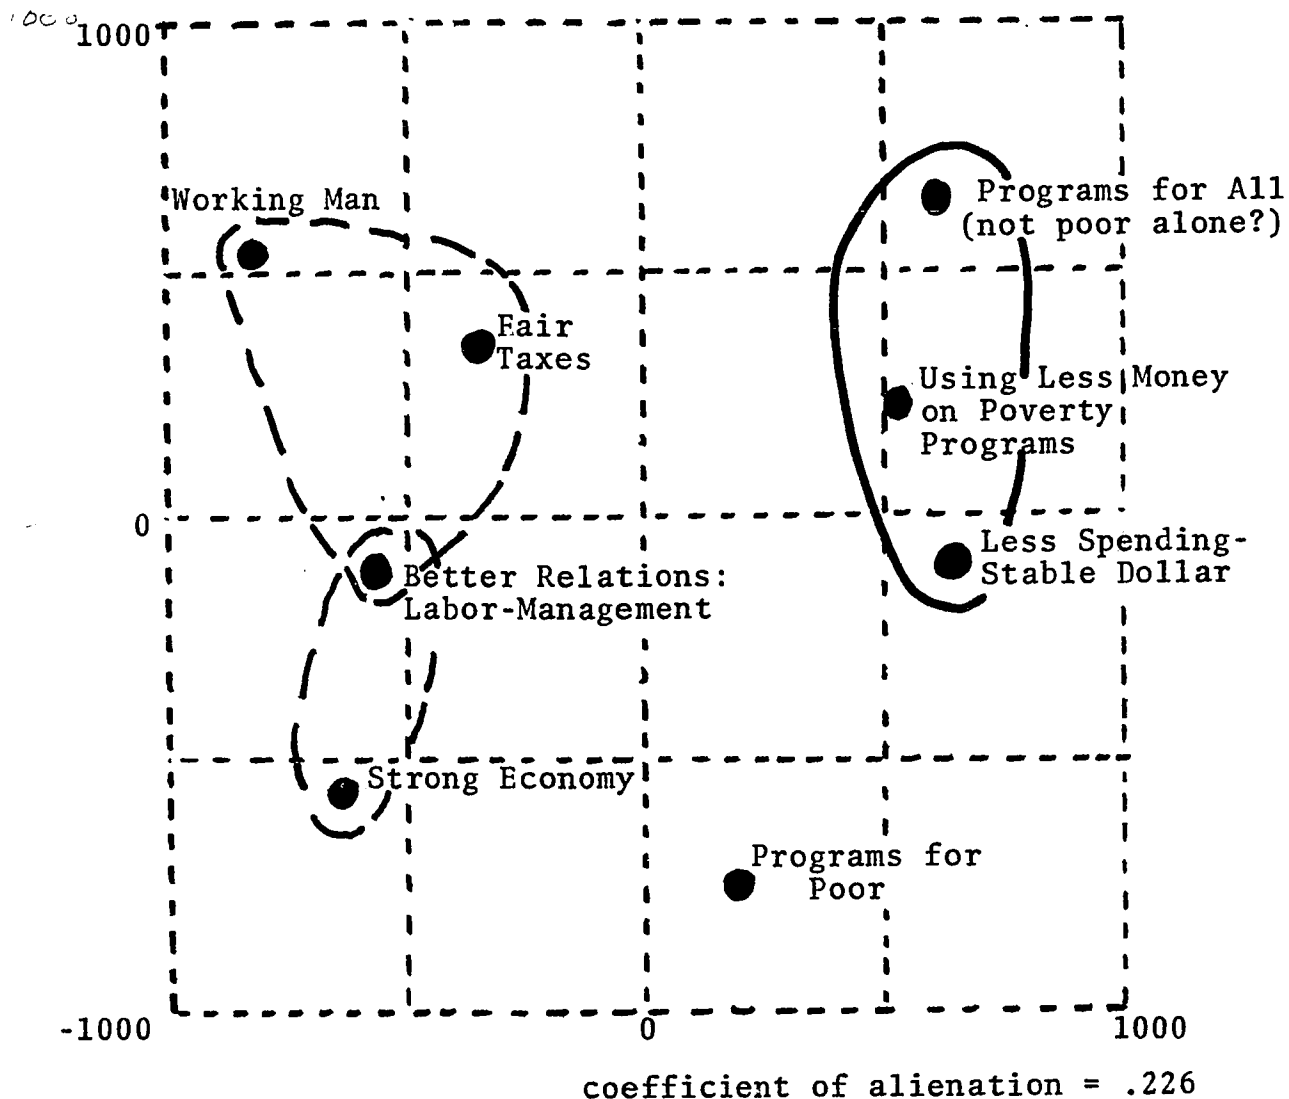 1000
1000
Working Man
Programs for All
(not poor alone?)
Fair
Taxes
Using Less Money
on Poverty
Programs
0
Less Spending-
Stable Dollar
Better Relations:
Labor-Management
Strong Economy
Programs for
Poor
-1000
0
1000
coefficient of alienation = .226